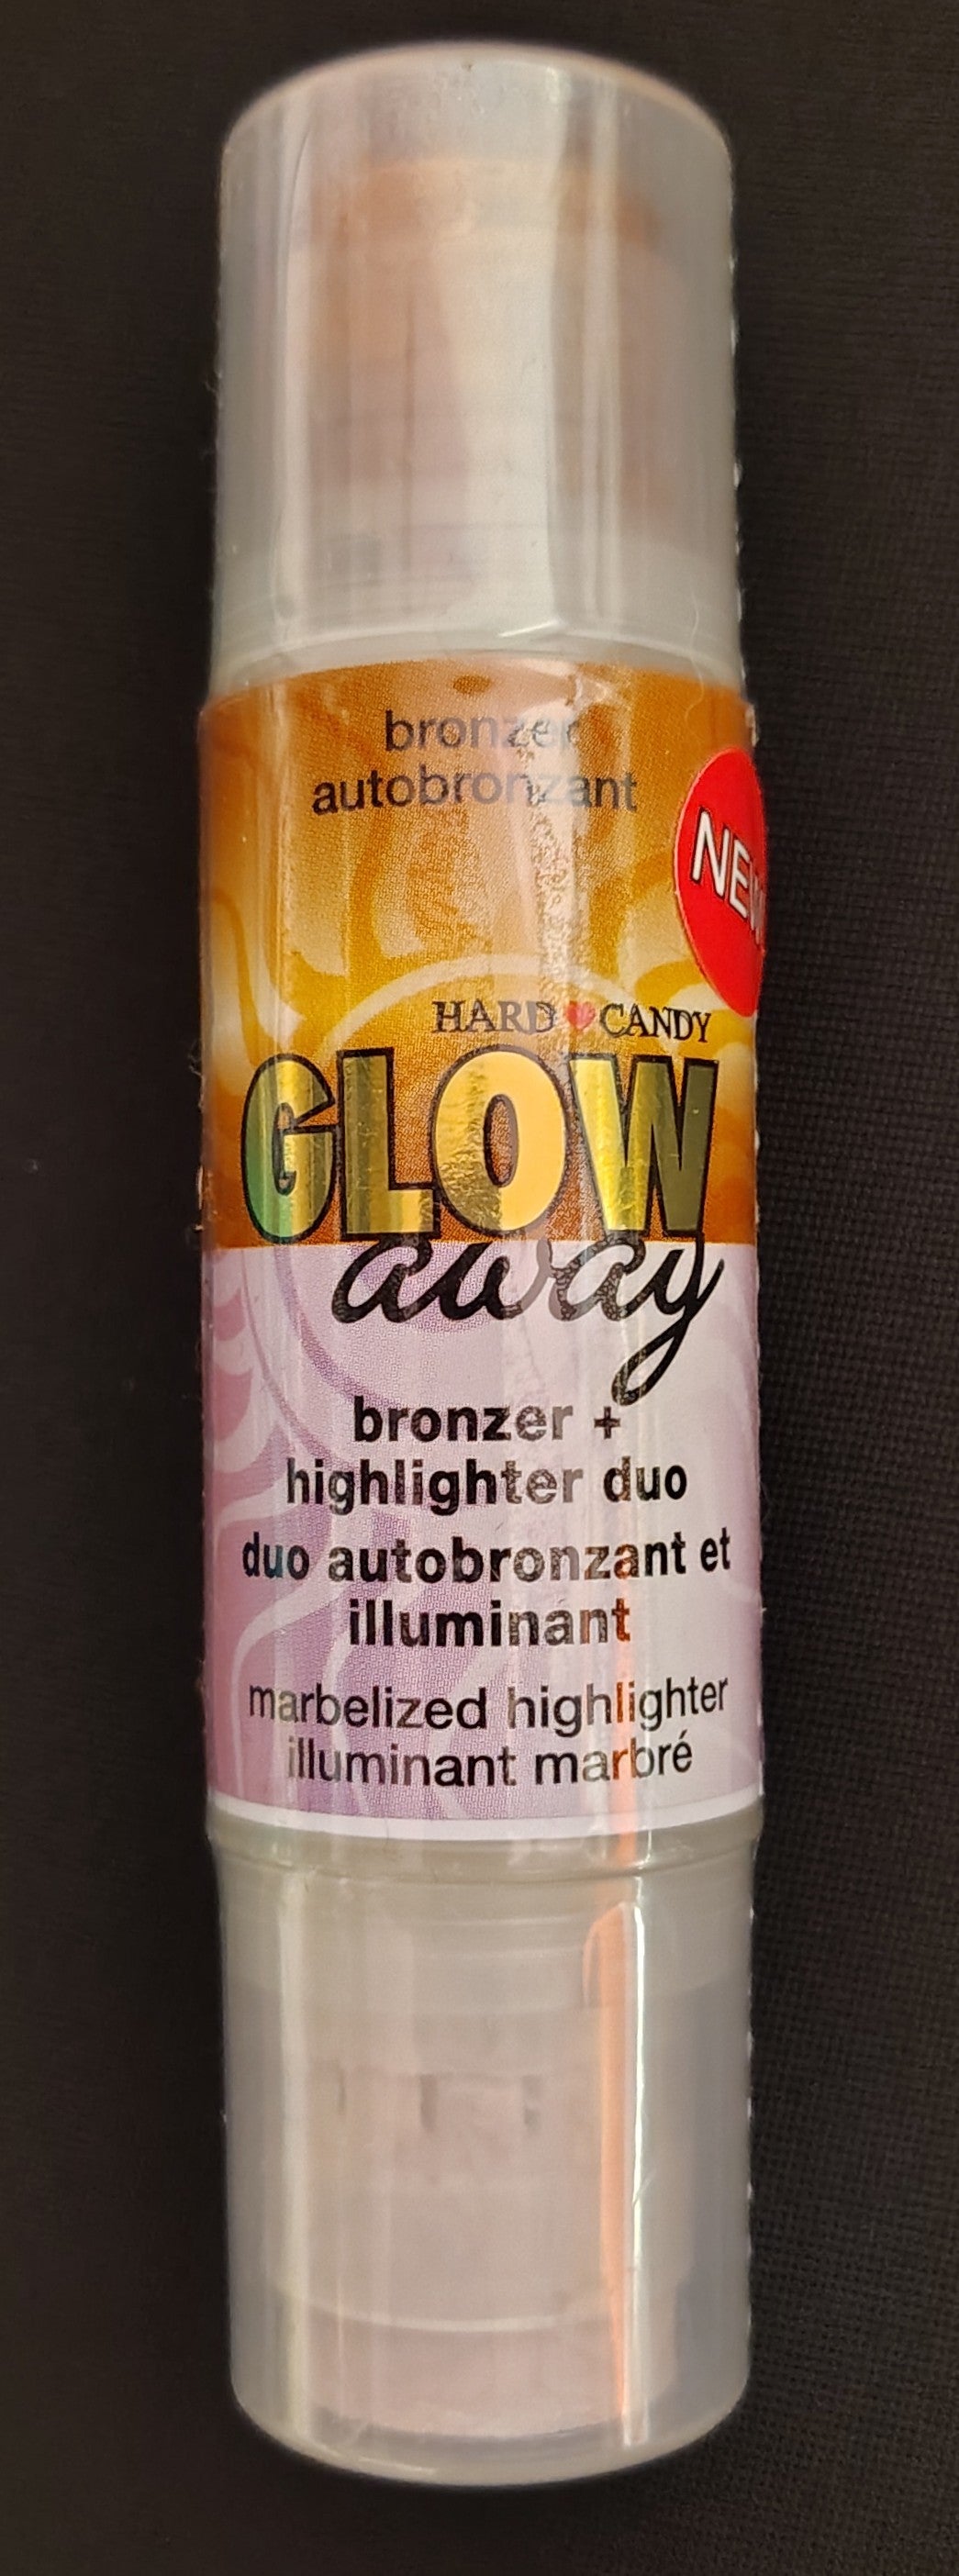 bronzer
autobronzant
NEW
HARD CANDY
GLOW
away
bronzer +
highlighter duo
duo autobronzant et
illuminant
marbelized highlighter
illuminant marbré